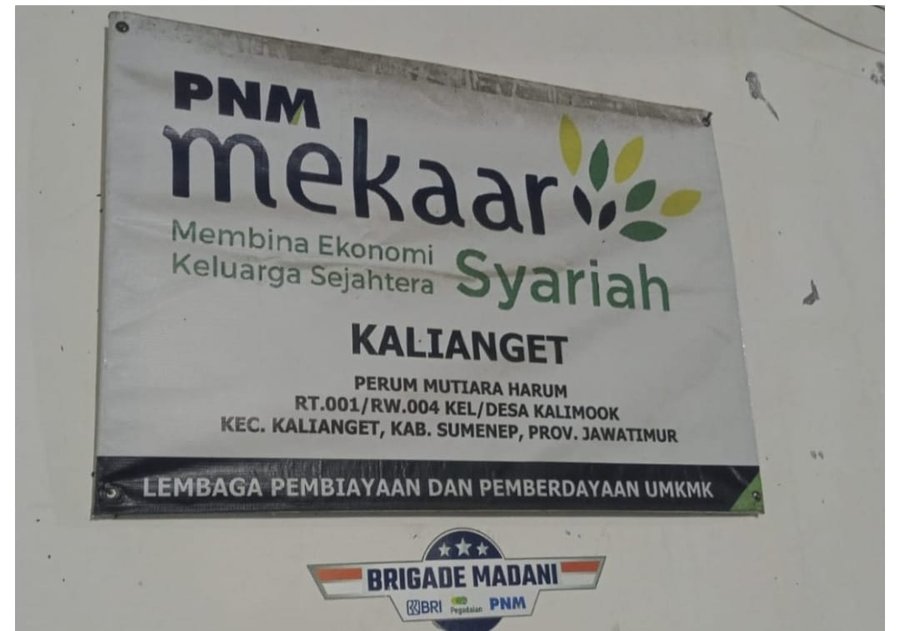 PNM
mekaar
Membina Ekonomi
Keluarga Sejahtera
Syariah
KALIANGET
PERUM MUTIARA HARUM
RT.001/RW.004 KEL/DESA KALIMOOK
KEC. KALIANGET, KAB. SUMENEP, PROV. JAWATIMUR
LEMBAGA PEMBIAYAAN DAN PEMBERDAYAAN UMKMK
BRIGADE MADANI
BRI Pegadaian PNM